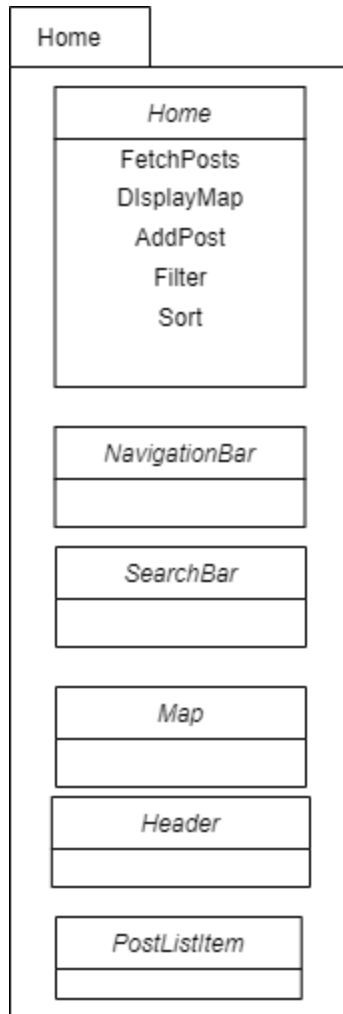 Home
Home
FetchPosts
DIsplayMap
AddPost
Filter
Sort
NavigationBar
SearchBar
Map
Header
PostListItem